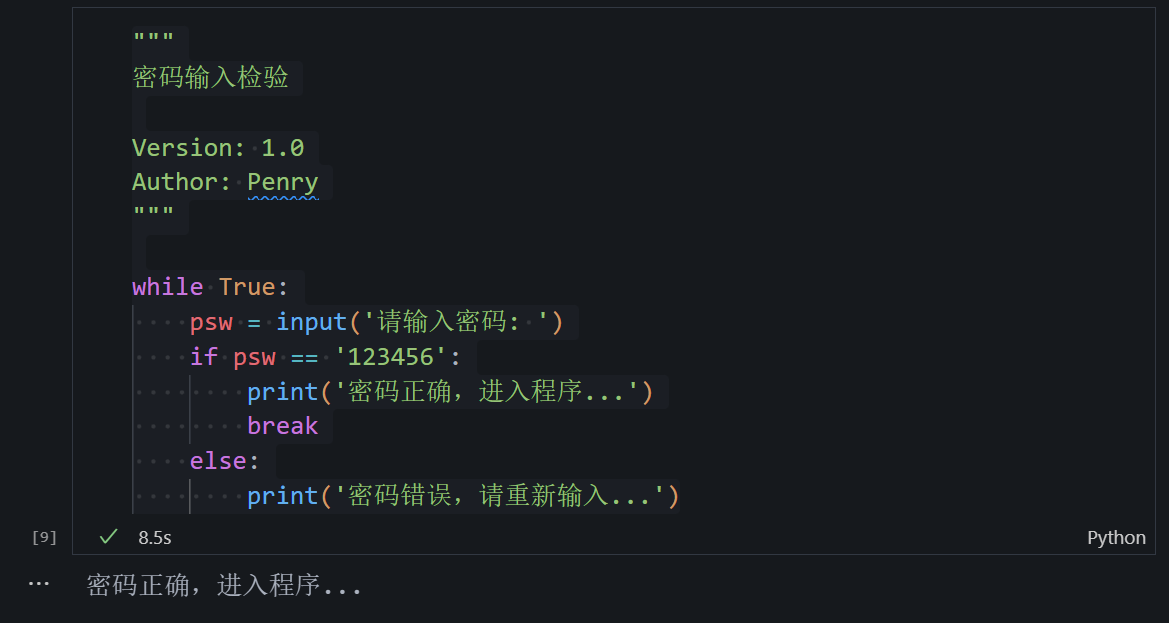 """
密码输入检验
Version: 1.0
Author: Penry
"""
while True:
psw = input('请输入密码: ')
if psw == '123456':
print('密码正确，进入程序...')
break
else:
print('密码错误，请重新输入...')
[9] 8.5s Python
... 密码正确，进入程序...